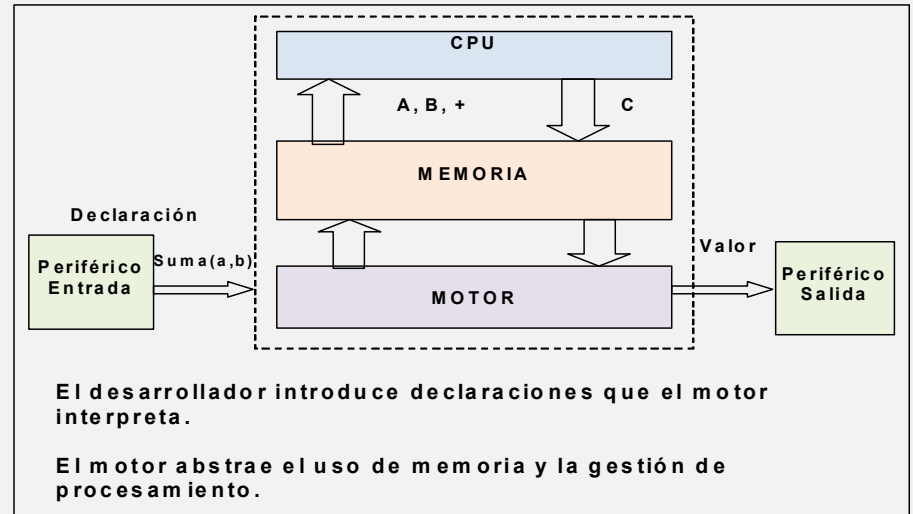 CPU
A, B, +
C
MEMORIA
Declaración
Periférico
Entrada
Suma(a,b)
MOTOR
Valor
Periférico
Salida
El desarrollador introduce declaraciones que el motor
interpreta.
El motor abstrae el uso de memoria y la gestión de
procesamiento.